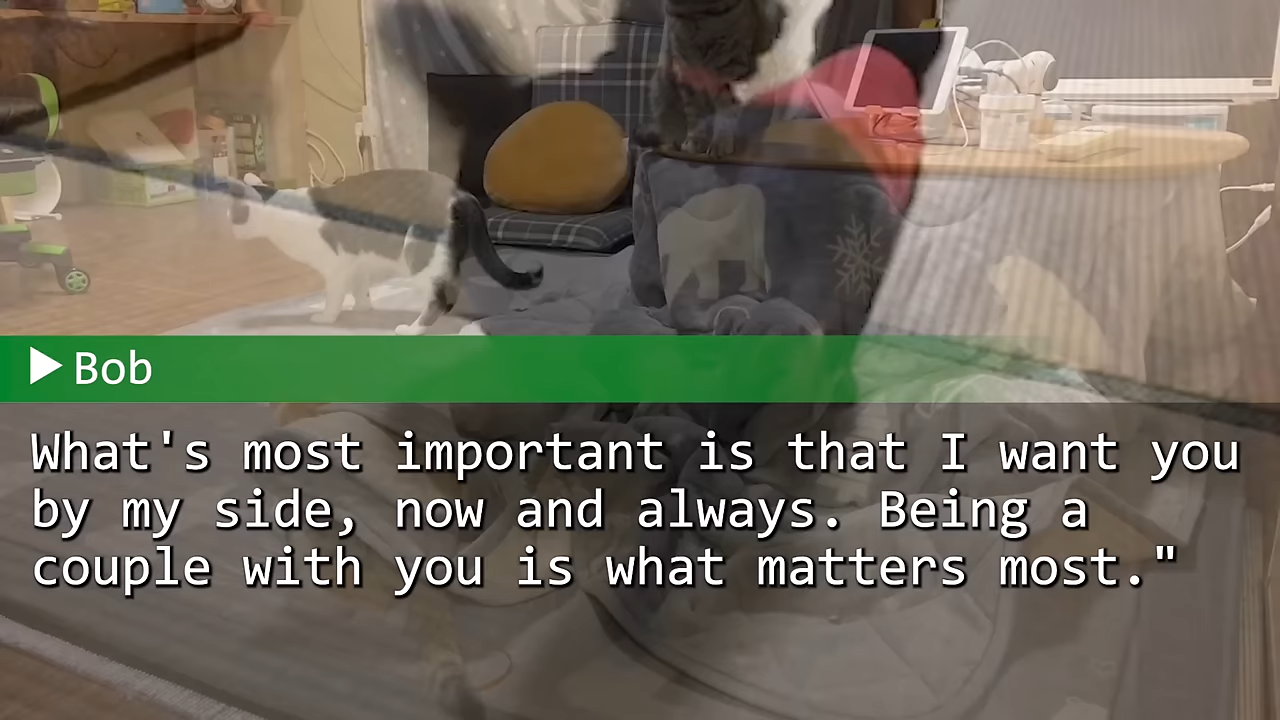 Bob
What's most important is that I want you
by my side, now and always. Being a
couple with you is what matters most."